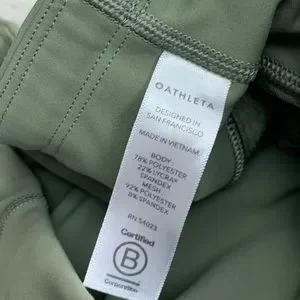 ATHLETA
DESIGNED IN
SAN FRANCISCO
MADE IN VIETNAM
BODY
78% POLYESTER
22% LYCRA®
SPANDEX
MESH
92% POLYESTER
8% SPANDEX
RN 54023
Certified
B
Corporation